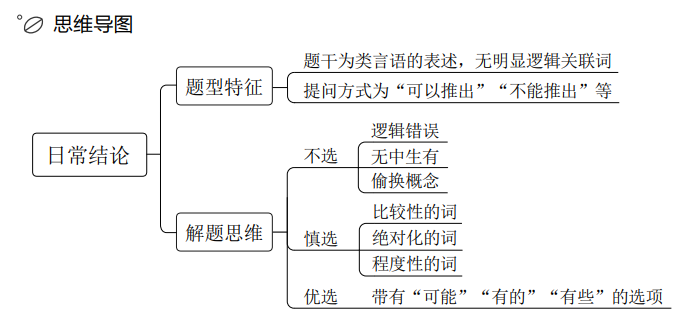 思维导图
题干为类言语的表述，无明显逻辑关联词
题型特征
提问方式为“可以推出”“不能推出”等
日常结论
逻辑错误
不选
无中生有
偷换概念
解题思维
比较性的词
慎选
绝对化的词
程度性的词
优选
带有“可能”“有的”“有些”的选项